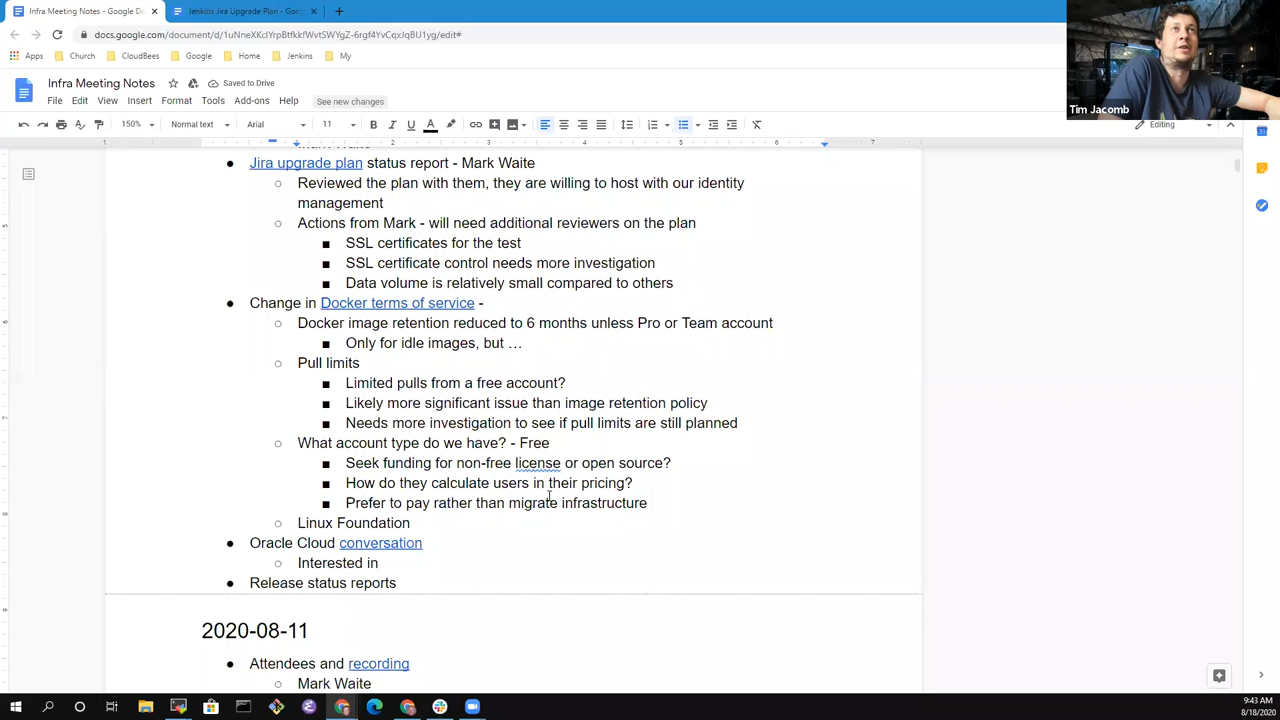 Infra Meeting Notes - Google D
Jenkins Jira Upgrade Plan - Goo
docs.google.com/document/d/
Apps
Church
CloudBees
Google
Home
Jenkins
My
Tim Jacomb
Infra Meeting Notes
Saved to Drive
File Edit View Insert Format Tools Add-ons Help
See new changes
150%
Normal text
Arial
11
B I U A
Editing
1 1 2 3 4 5 6 7
Jira upgrade plan status report - Mark Waite
Reviewed the plan with them, they are willing to host with our identity
management
Actions from Mark - will need additional reviewers on the plan
SSL certificates for the test
SSL certificate control needs more investigation
Data volume is relatively small compared to others
Change in Docker terms of service -
Docker image retention reduced to 6 months unless Pro or Team account
Only for idle images, but …
Pull limits
Limited pulls from a free account?
Likely more significant issue than image retention policy
Needs more investigation to see if pull limits are still planned
What account type do we have? - Free
Seek funding for non-free license or open source?
How do they calculate users in their pricing?
Prefer to pay rather than migrate infrastructure
Linux Foundation
Oracle Cloud conversation
Interested in
Release status reports
2020-08-11
Attendees and recording
Mark Waite
9:43 AM
8/18/2020